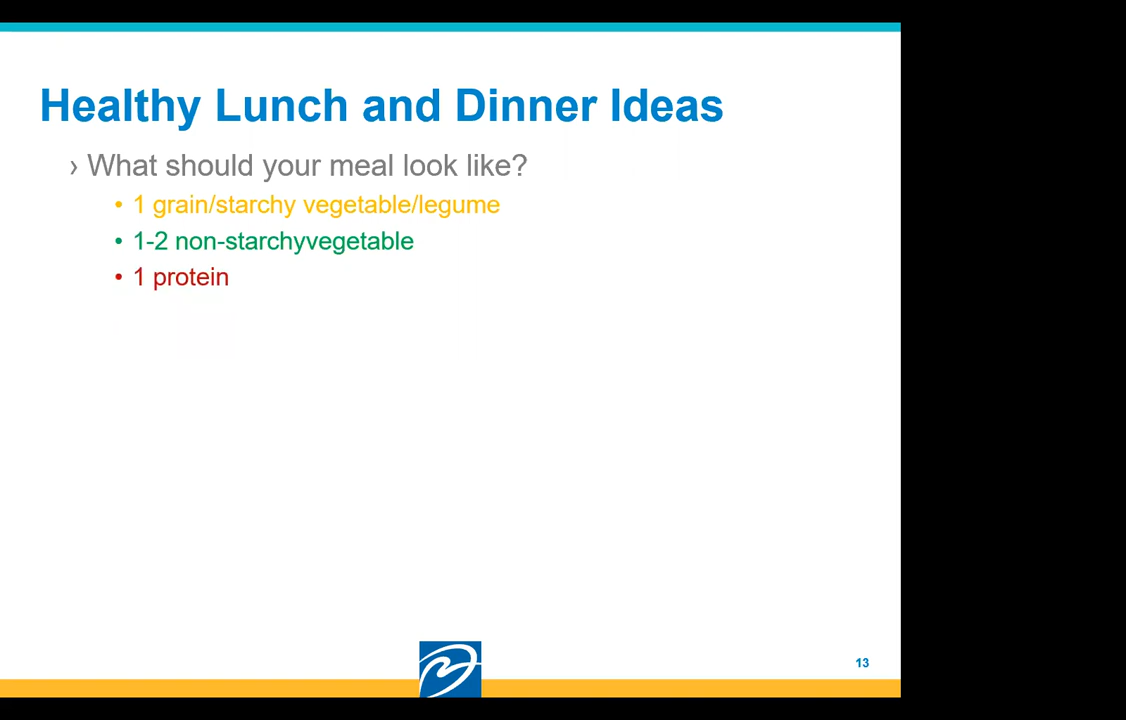 Healthy Lunch and Dinner Ideas
› What should your meal look like?
• 1 grain/starchy vegetable/legume
• 1-2 non-starchyvegetable
• 1 protein
13